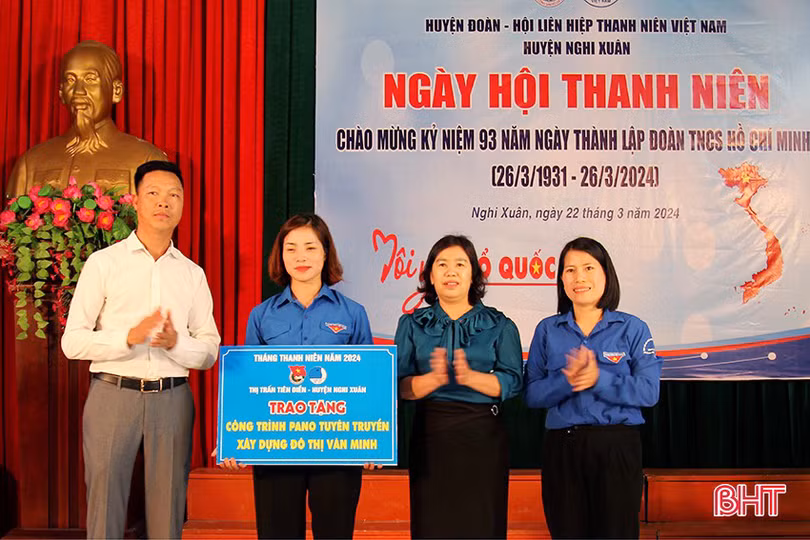 HUYỆN ĐOÀN - HỘI LIÊN HIỆP THANH NIÊN VIỆT NAM
HUYỆN NGHI XUÂN
NGÀY HỘI THANH NIÊN
CHÀO MỪNG KỶ NIỆM 93 NĂM NGÀY THÀNH LẬP ĐOÀN TNCS HỒ CHÍ MINH
(26/3/1931 - 26/3/2024)
Nghi Xuân, ngày 22 tháng 3 năm 2024
Tôi
QUỐC
THÁNG THANH NIÊN NĂM 2024
THỊ TRẤN TIÊN ĐIỀN - HUYỆN NGHI XUÂN
TRAO TẶNG
CÔNG TRÌNH PANO TUYÊN TRUYỀN
XÂY DỰNG ĐÔ THỊ VĂN MINH
BHT